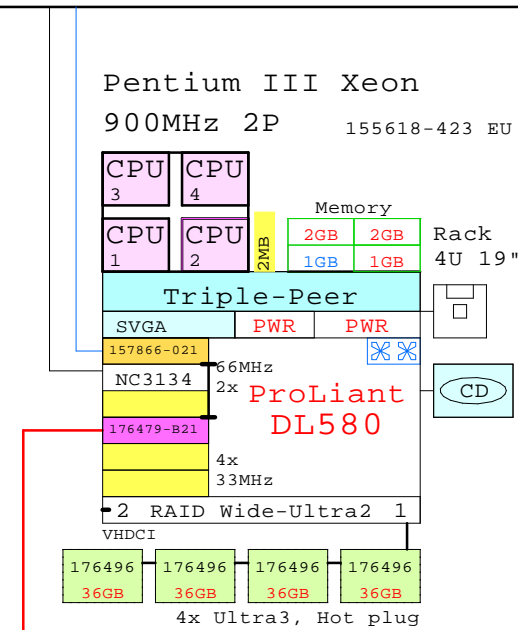 Pentium III Xeon
900MHz 2P
155618-423 EU
CPU
3
CPU
4
CPU
1
CPU
2
2MB
Memory
2GB
2GB
1GB
1GB
Rack
4U 19"
Triple-Peer
SVGA
PWR
PWR
157866-021
NC3134
66MHz
2x
ProLiant
DL580
CD
176479-B21
4x
33MHz
2 RAID Wide-Ultra2 1
VHDCI
176496
36GB
176496
36GB
176496
36GB
176496
36GB
4x Ultra3, Hot plug